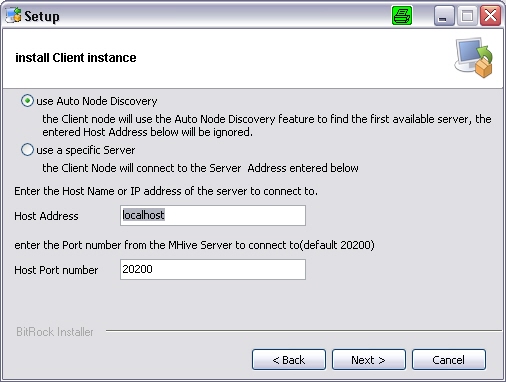 Setup
install Client instance
use Auto Node Discovery
the Client node will use the Auto Node Discovery feature to find the first available server, the
entered Host Address below will be ignored.
use a specific Server
the Client Node will connect to the Server Address entered below
Enter the Host Name or IP address of the server to connect to.
Host Address localhost
enter the Port number from the MHive Server to connect to(default 20200)
Host Port number 20200
BitRock Installer
< Back Next > Cancel